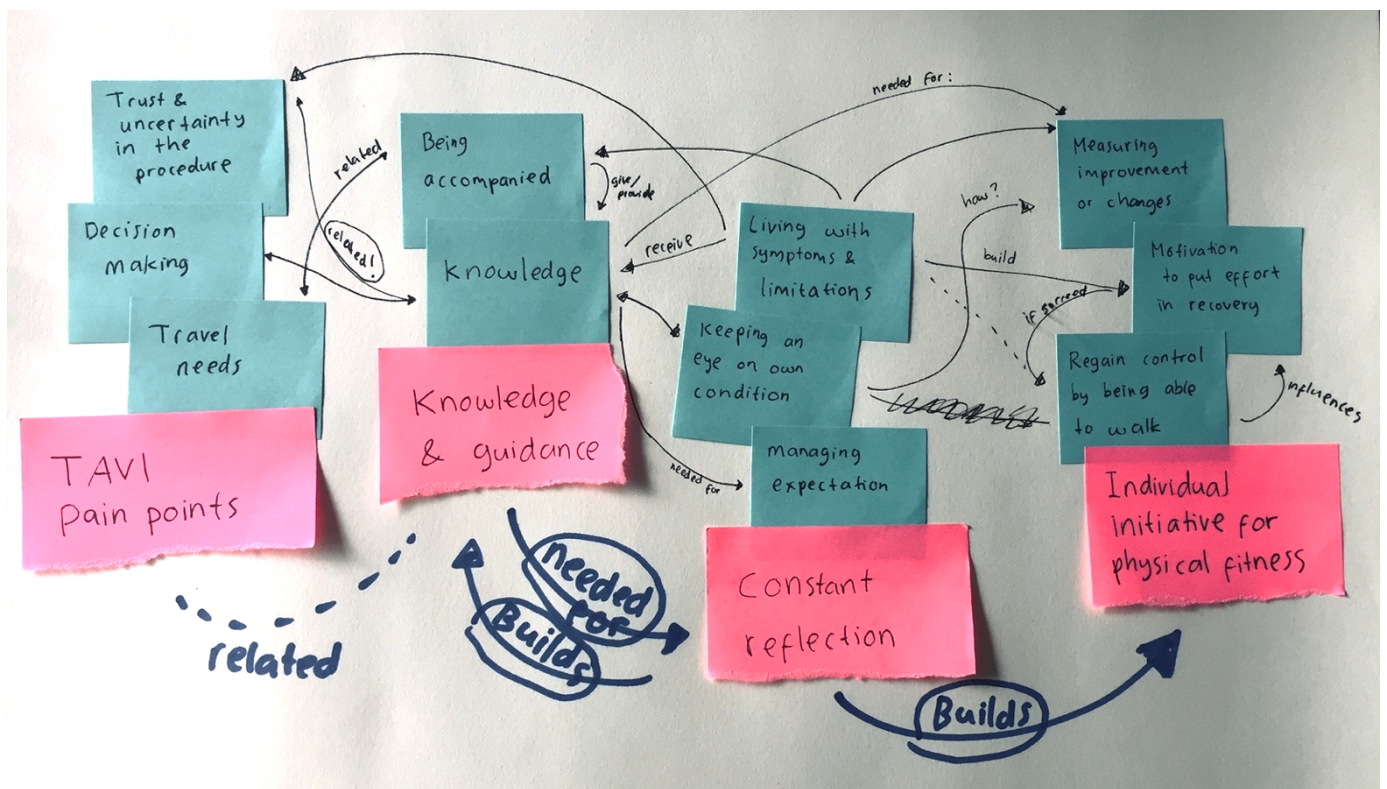 Trust &
uncertainty
in the
procedure
Decision
making
Travel
needs
TAVI
Pain points
related
related!
Being
accompanied
give/
provide
Knowledge
Knowledge
& guidance
receive
needed for:
Living with
symptoms &
limitations
Keeping an
eye on own
condition
managing
expectation
needed for
Constant
reflection
how?
build
if succeed
Measuring
improvement
or changes
Motivation
to put effort
in recovery
Regain control
by being able
to walk
influences
Individual
initiative for
physical fitness
related
needed
for
Builds
Builds